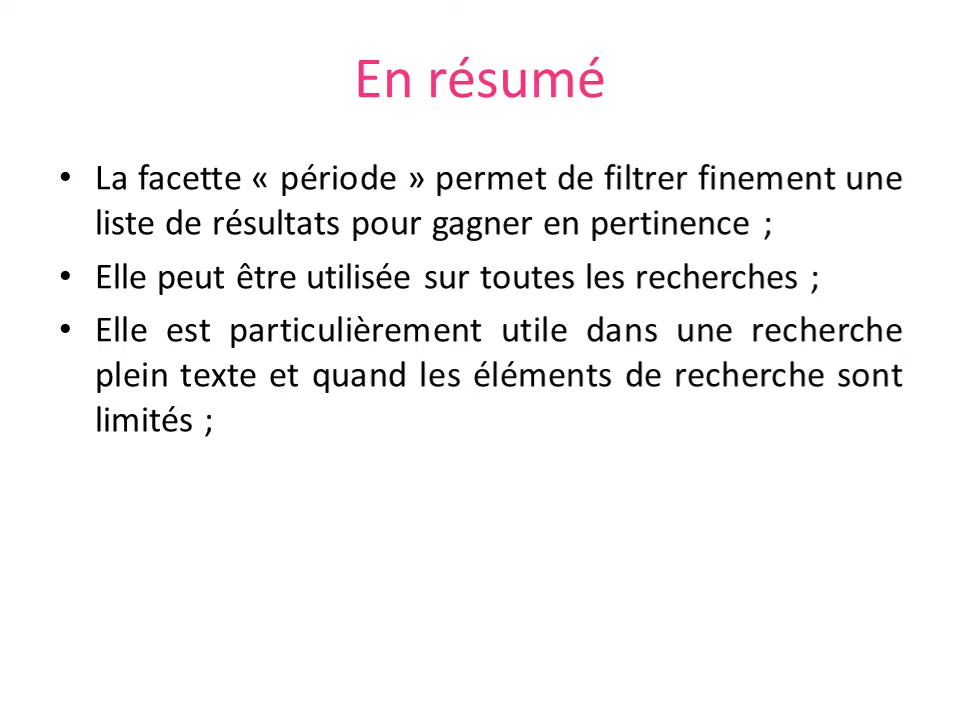 En résumé
• La facette « période » permet de filtrer finement une
liste de résultats pour gagner en pertinence ;
• Elle peut être utilisée sur toutes les recherches ;
• Elle est particulièrement utile dans une recherche
plein texte et quand les éléments de recherche sont
limités ;